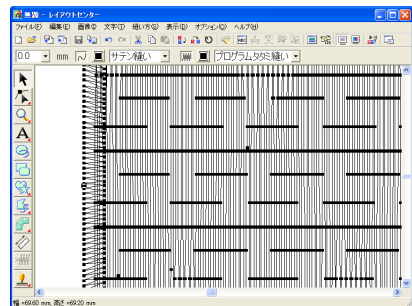 無題 - レイアウトセンター
ファイル(F) 編集(E) 画像(I) 文字(T) 縫い方(S) 表示(D) オプション(O) ヘルプ(H)
0.0 mm サテン縫い プログラムタタミ縫い
A
幅 +69.60 mm, 高さ +69.20 mm